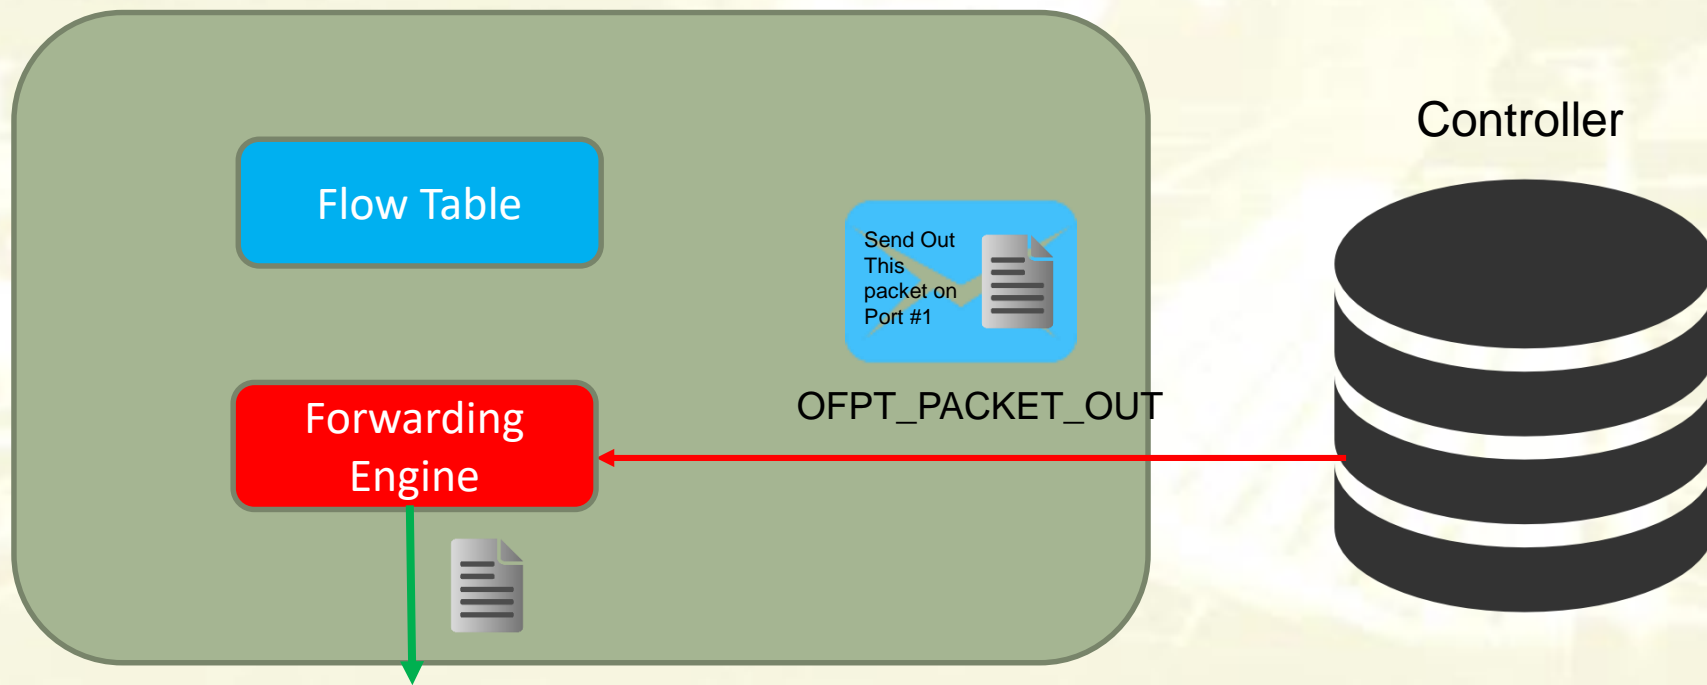 Controller
Flow Table
Send Out
This
packet on
Port #1
OFPT_PACKET_OUT
Forwarding
Engine